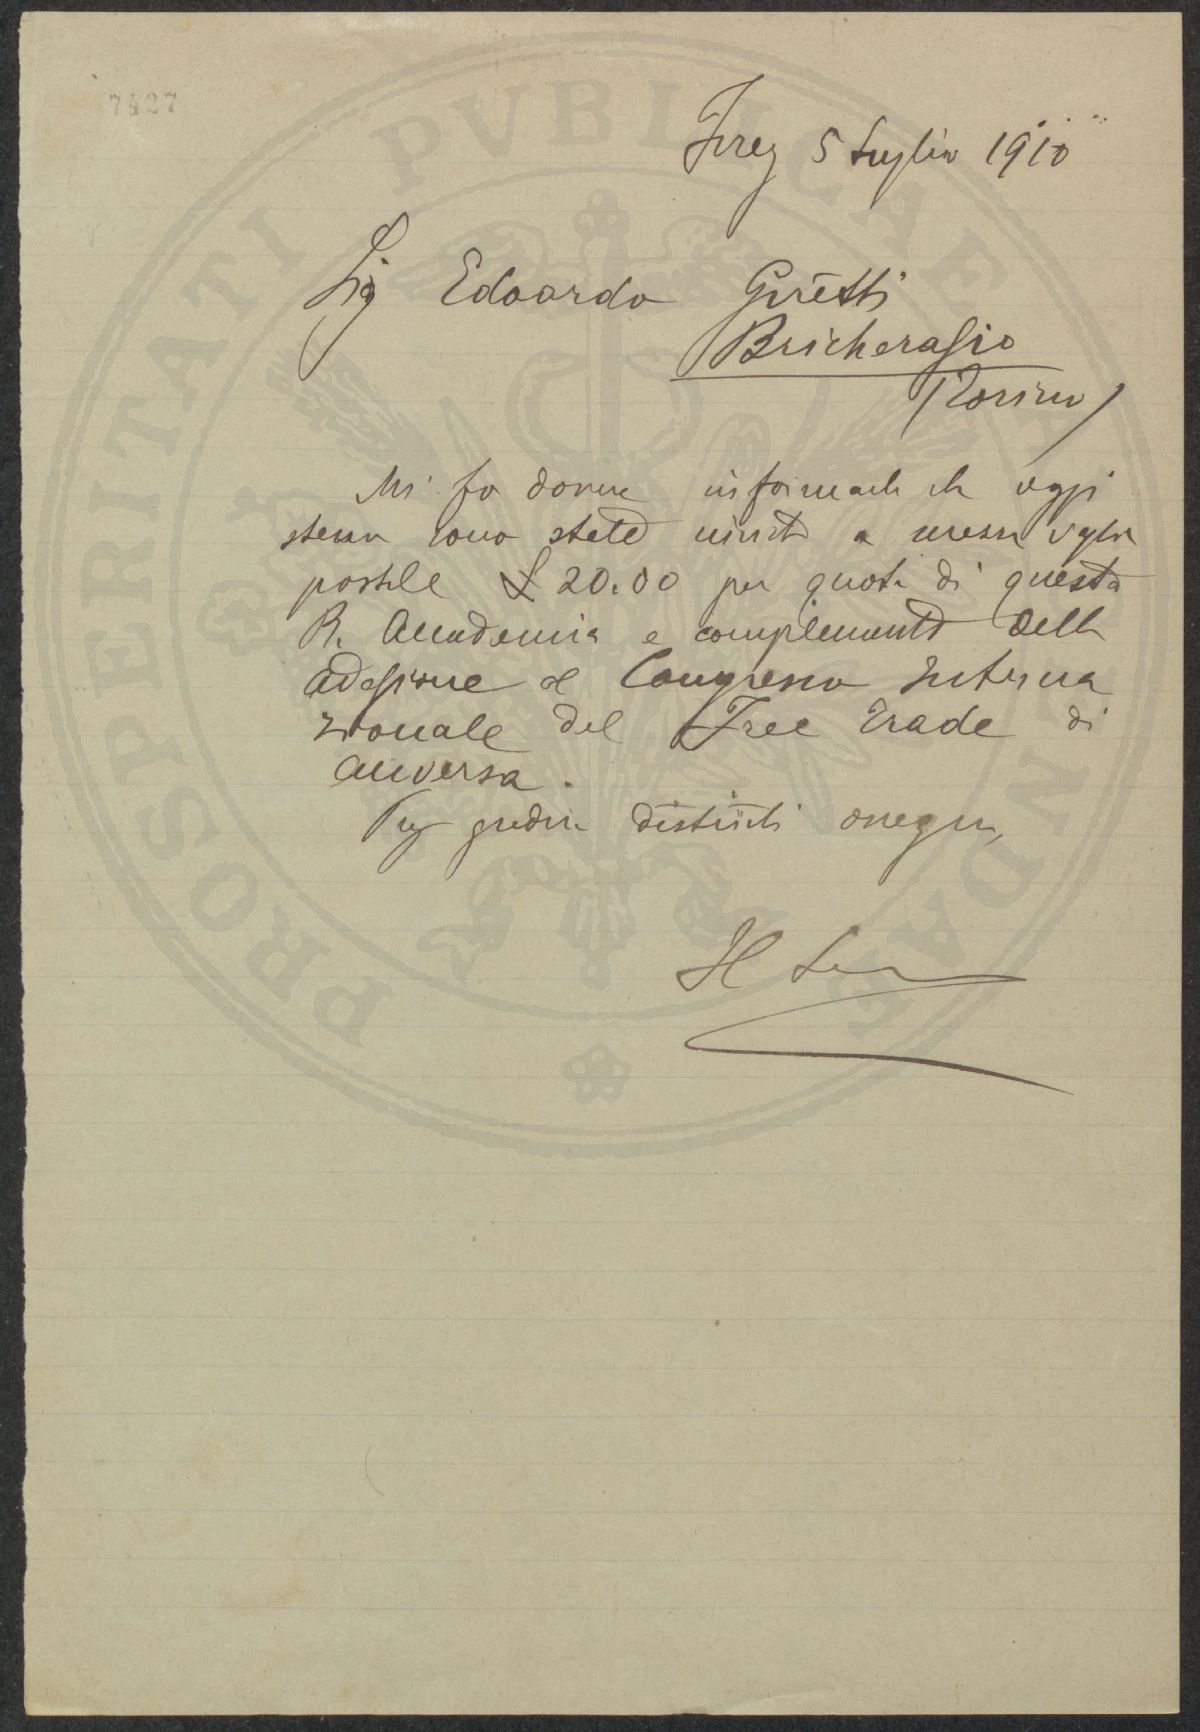 7427
Firenze 5 Luglio 1910
Sig Edoardo Giretti
Bricherasio
(Torino)
Mi fo dovere informarla che oggi
stesso sono state inviate a mezzo vaglia
postale £ 20.00 per quota di questa
R. Accademia e complemento della
adesione al Congresso Interna
zionale del Free Trade di
Anversa.
gradire distinti ossequi,
Il
PROSPERITATI PVBLICAE